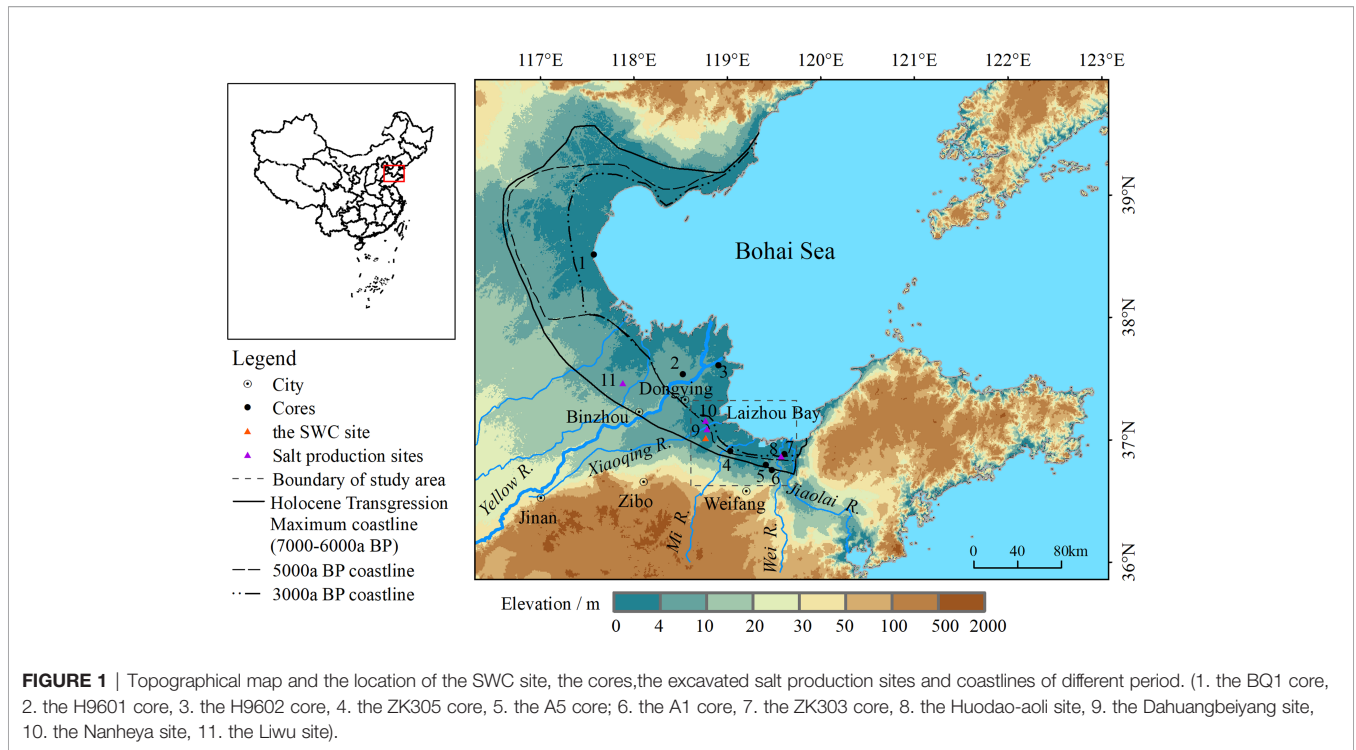 117°E 118°E 119°E 120°E 121°E 122°E 123°E
39°N
38°N
37°N
36°N
Bohai Sea
1
2
3
Dongying
11
Binzhou
10
Laizhou Bay
9
8
7
4
5
6
Xiaoqing R.
Yellow R.
Jiaolai R.
Zibo
Weifang
Jinan
Mi R.
Wei R.
0 40 80km
Legend
City
Cores
the SWC site
Salt production sites
Boundary of study area
Holocene Transgression
Maximum coastline
(7000-6000a BP)
5000a BP coastline
3000a BP coastline
Elevation / m
0 4 10 20 30 50 100 500 2000
FIGURE 1 | Topographical map and the location of the SWC site, the cores,the excavated salt production sites and coastlines of different period. (1. the BQ1 core,
2. the H9601 core, 3. the H9602 core, 4. the ZK305 core, 5. the A5 core; 6. the A1 core, 7. the ZK303 core, 8. the Huodao-aoli site, 9. the Dahuangbeiyang site,
10. the Nanheya site, 11. the Liwu site).